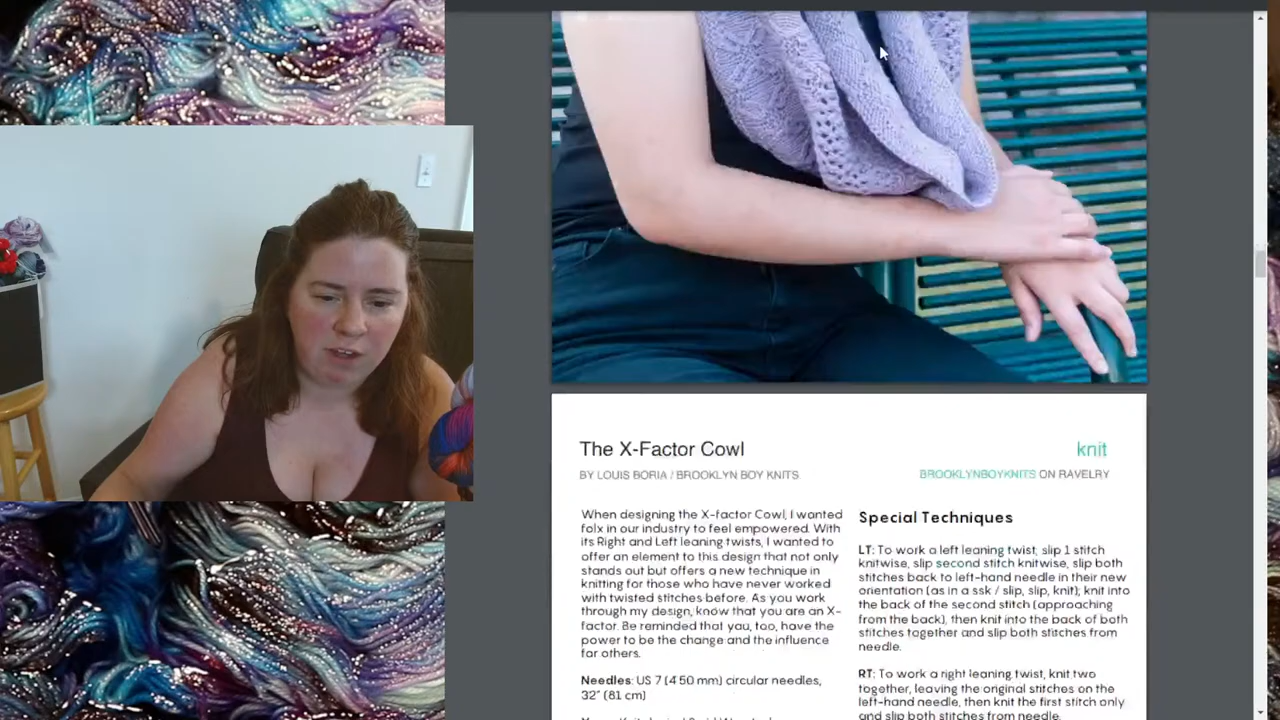 The X-Factor Cowl
knit
BY LOUIS BORIA / BROOKLYN BOY KNITS
BROOKLYNBOYKNITS ON RAVELRY
When designing the X-factor Cowl, I wanted
folx in our industry to feel empowered. With
its Right and Left leaning twists, I wanted to
offer an element to this design that not only
stands out but offers a new technique in
knitting for those who have never worked
with twisted stitches before. As you work
through my design, know that you are an X-
factor. Be reminded that you, too, have the
power to be the change and the influence
for others.
Needles: US 7 (4.50 mm) circular needles,
32" (81 cm)
Special Techniques
LT: To work a left leaning twist, slip 1 stitch
knitwise, slip second stitch knitwise, slip both
stitches back to left-hand needle in their new
orientation (as in a ssk / slip, slip, knit); knit into
the back of the second stitch (approaching
from the back), then knit into the back of both
stitches together and slip both stitches from
needle.
RT: To work a right leaning twist, knit two
together, leaving the original stitches on the
left-hand needle, then knit the first stitch only
and slip both stitches from needle.